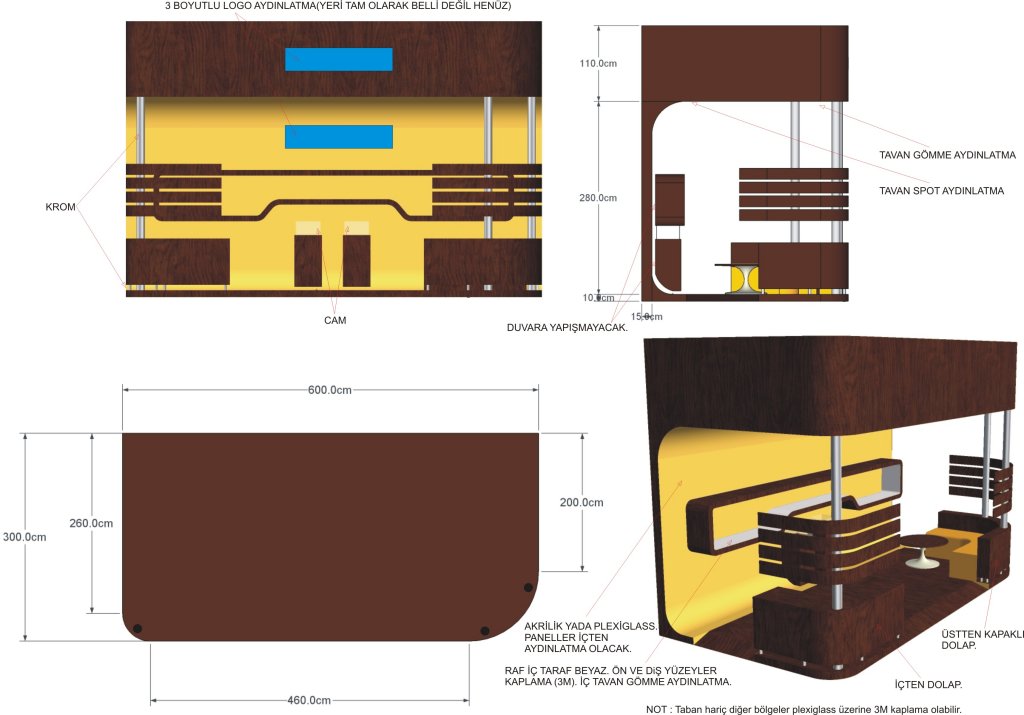 3 BOYUTLU LOGO AYDINLATMA(YERİ TAM OLARAK BELLİ DEĞİL HENÜZ)
KROM
CAM
110.0cm
280.0cm
10.0cm
15.0cm
TAVAN GÖMME AYDINLATMA
TAVAN SPOT AYDINLATMA
DUVARA YAPIŞMAYACAK.
600.0cm
300.0cm
260.0cm
200.0cm
460.0cm
AKRİLİK YADA PLEXİGLASS.
PANELLER İÇTEN
AYDINLATMA OLACAK.
RAF İÇ TARAF BEYAZ. ÖN VE DIŞ YÜZEYLER
KAPLAMA (3M). İÇ TAVAN GÖMME AYDINLATMA.
ÜSTTEN KAPAKLI
DOLAP.
İÇTEN DOLAP.
NOT : Taban hariç diğer bölgeler plexiglass üzerine 3M kaplama olabilir.